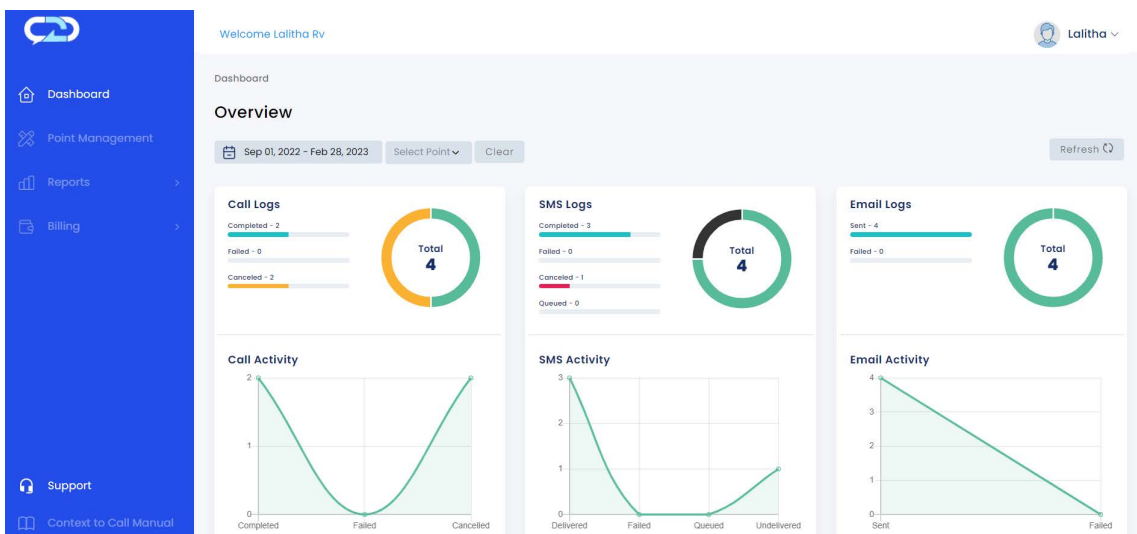 Welcome Lalitha Rv
Lalitha
Dashboard
Point Management
Reports
Billing
Support
Context to Call Manual
Dashboard
Overview
Sep 01, 2022 - Feb 28, 2023
Select Point
Clear
Refresh
Call Logs
Completed - 2
Failed - 0
Canceled - 2
Total
4
SMS Logs
Completed - 3
Failed - 0
Canceled - 1
Queued - 0
Total
4
Email Logs
Sent - 4
Failed - 0
Total
4
Call Activity
2
1
0
Completed Failed Cancelled
SMS Activity
3
2
1
0
Delivered Failed Queued Undelivered
Email Activity
4
3
2
1
0
Sent Failed